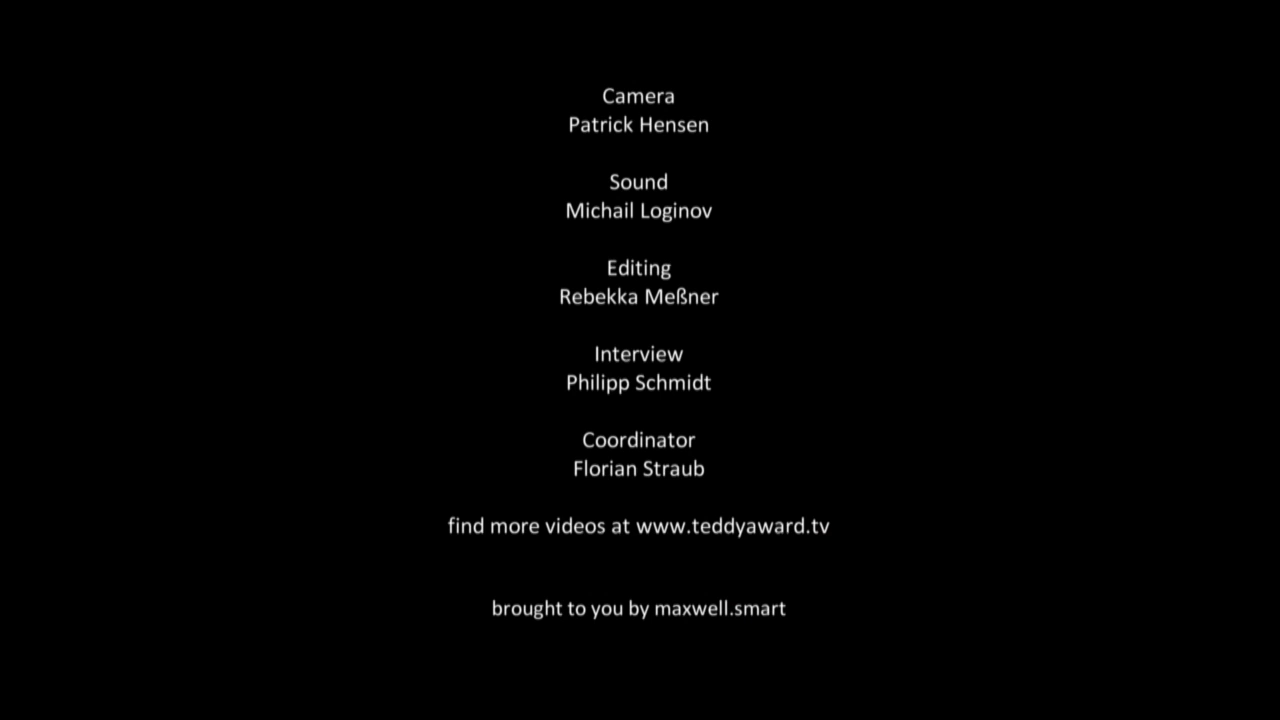 Camera
Patrick Hensen
Sound
Michail Loginov
Editing
Rebekka Meßner
Interview
Philipp Schmidt
Coordinator
Florian Straub
find more videos at www.teddyaward.tv
brought to you by maxwell.smart